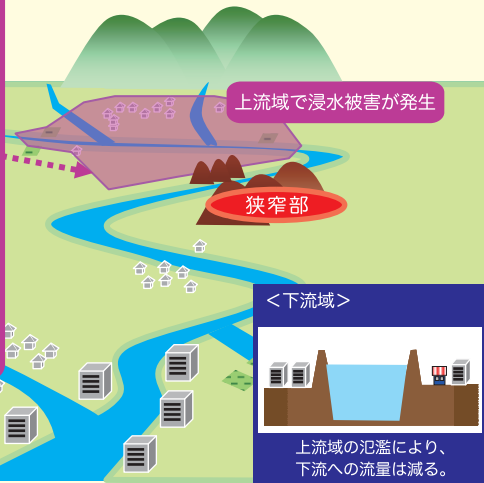 上流域で浸水被害が発生
狭窄部
＜下流域＞
上流域の氾濫により、
下流への流量は減る。